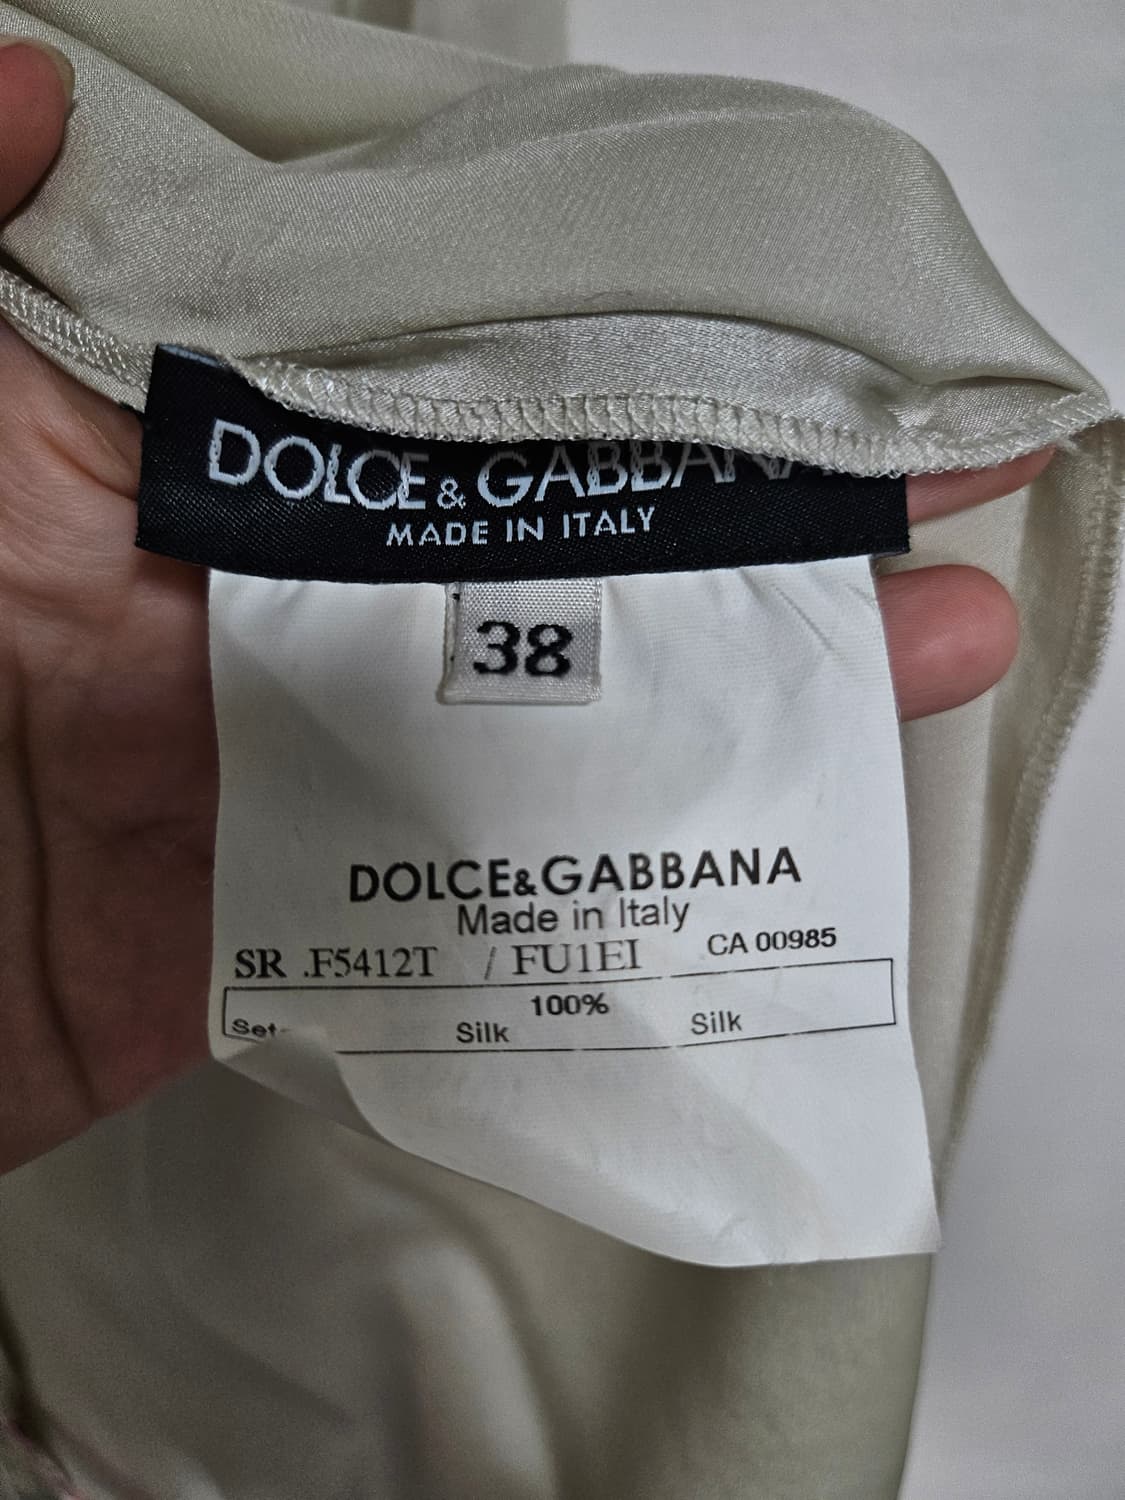 DOLCE & GABBANA
MADE IN ITALY
38
DOLCE&GABBANA
Made in Italy
SR .F5412T / FU1EI CA 00985
100%
Silk Silk